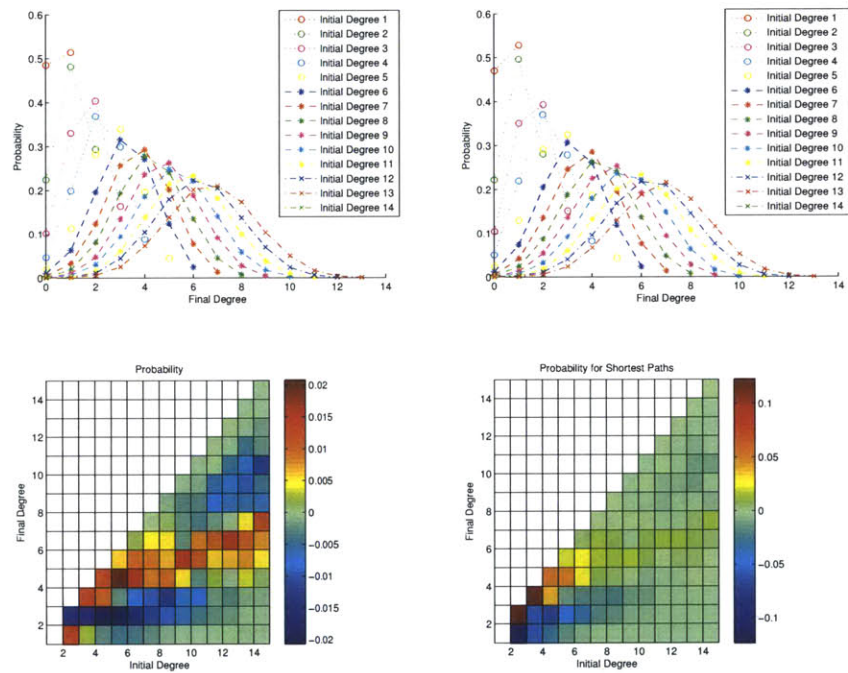 0.6
0.5
0.4
0.3
0.2
0.1
0
Probability
0 2 4 6 8 10 12 14
Final Degree
Initial Degree 1
Initial Degree 2
Initial Degree 3
Initial Degree 4
Initial Degree 5
Initial Degree 6
Initial Degree 7
Initial Degree 8
Initial Degree 9
Initial Degree 10
Initial Degree 11
Initial Degree 12
Initial Degree 13
Initial Degree 14
0.6
0.5
0.4
0.3
0.2
0.1
0
Probability
0 2 4 6 8 10 12 14
Final Degree
Initial Degree 1
Initial Degree 2
Initial Degree 3
Initial Degree 4
Initial Degree 5
Initial Degree 6
Initial Degree 7
Initial Degree 8
Initial Degree 9
Initial Degree 10
Initial Degree 11
Initial Degree 12
Initial Degree 13
Initial Degree 14
Probability
14
12
10
8
6
4
2
Final Degree
2 4 6 8 10 12 14
Initial Degree
0.02
0.015
0.01
0.005
0
−0.005
−0.01
−0.015
−0.02
Probability for Shortest Paths
14
12
10
8
6
4
2
Final Degree
2 4 6 8 10 12 14
Initial Degree
0.1
0.05
0
−0.05
−0.1